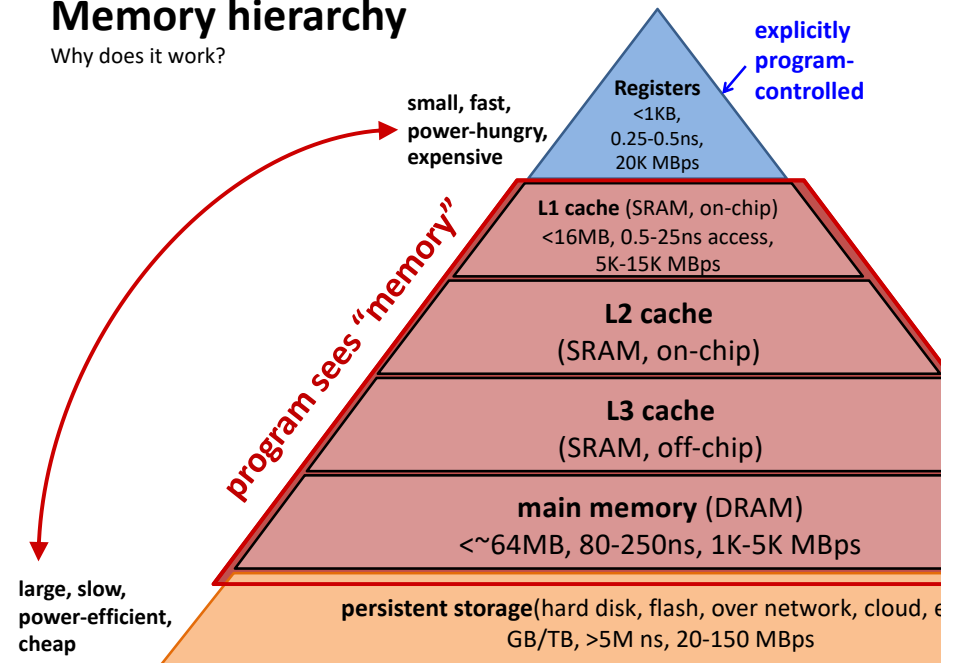 Memory hierarchy
Why does it work?
explicitly
program-
controlled
small, fast,
power-hungry,
expensive
Registers
<1KB,
0.25-0.5ns,
20K MBps
program sees “memory”
L1 cache (SRAM, on-chip)
<16MB, 0.5-25ns access,
5K-15K MBps
L2 cache
(SRAM, on-chip)
L3 cache
(SRAM, off-chip)
main memory (DRAM)
<~64MB, 80-250ns, 1K-5K MBps
large, slow,
power-efficient,
cheap
persistent storage(hard disk, flash, over network, cloud,
GB/TB, >5M ns, 20-150 MBps